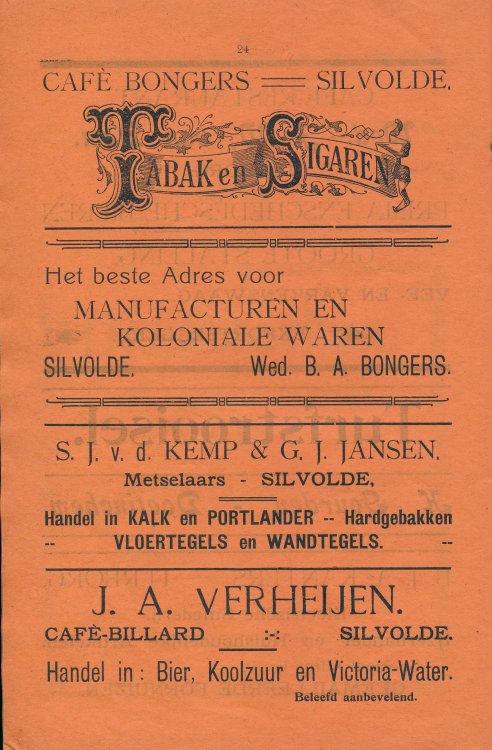 24
CAFÈ BONGERS == SILVOLDE.
TABAK en SIGAREN
Het beste Adres voor
MANUFACTUREN EN
KOLONIALE WAREN
SILVOLDE. Wed. B. A. BONGERS.
S. J. v. d. KEMP & G. J. JANSEN.
Metselaars - SILVOLDE.
Handel in KALK en PORTLANDER -- Hardgebakken
-- VLOERTEGELS en WANDTEGELS. --
J. A. VERHEIJEN.
CAFÈ-BILLARD :-: SILVOLDE.
Handel in: Bier, Koolzuur en Victoria-Water.
Beleefd aanbevelend.